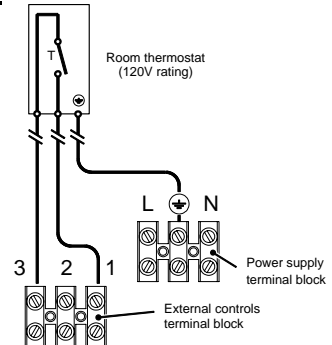 T
Room thermostat
(120V rating)
L N
3 2 1
Power supply
terminal block
External controls
terminal block